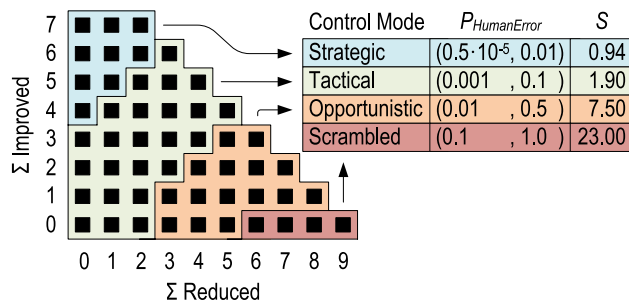 Control Mode P_HumanError S
Strategic (0.5·10⁻⁵, 0.01) 0.94
Tactical (0.001 , 0.1 ) 1.90
Opportunistic (0.01 , 0.5 ) 7.50
Scrambled (0.1 , 1.0 ) 23.00
Σ Improved
7
6
5
4
3
2
1
0
0 1 2 3 4 5 6 7 8 9
Σ Reduced